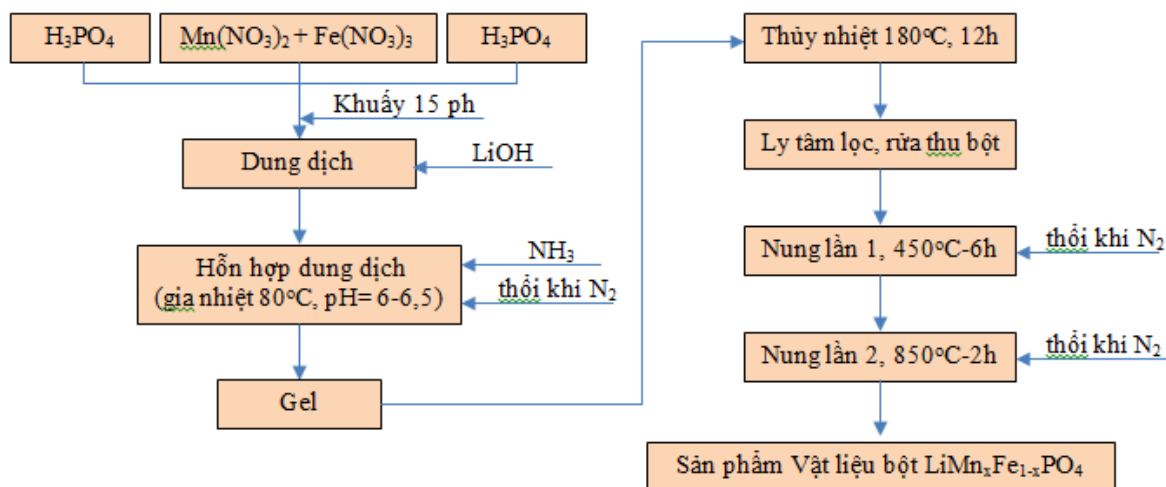 H₃PO₄
Mn(NO₃)₂ + Fe(NO₃)₃
H₃PO₄
Khuấy 15 ph
Dung dịch
LiOH
Hỗn hợp dung dịch
(gia nhiệt 80°C, pH= 6-6,5)
NH₃
thổi khí N₂
Gel
Thủy nhiệt 180°C, 12h
Ly tâm lọc, rửa thu bột
Nung lần 1, 450°C-6h
thổi khí N₂
Nung lần 2, 850°C-2h
thổi khí N₂
Sản phẩm Vật liệu bột LiMnₓFe₁₋ₓPO₄